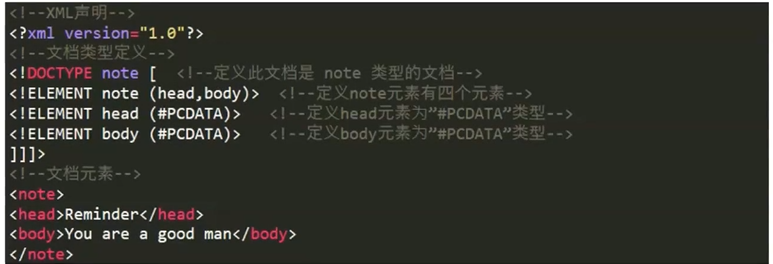 <!--XML声明-->
<?xml version="1.0"?>
<!--文档类型定义-->
<!DOCTYPE note [  <!--定义此文档是 note 类型的文档-->
<!ELEMENT note (head,body)>  <!--定义note元素有四个元素-->
<!ELEMENT head (#PCDATA)>   <!--定义head元素为”#PCDATA”类型-->
<!ELEMENT body (#PCDATA)>   <!--定义body元素为”#PCDATA”类型-->
]]]>
<!--文档元素-->
<note>
<head>Reminder</head>
<body>You are a good man</body>
</note>